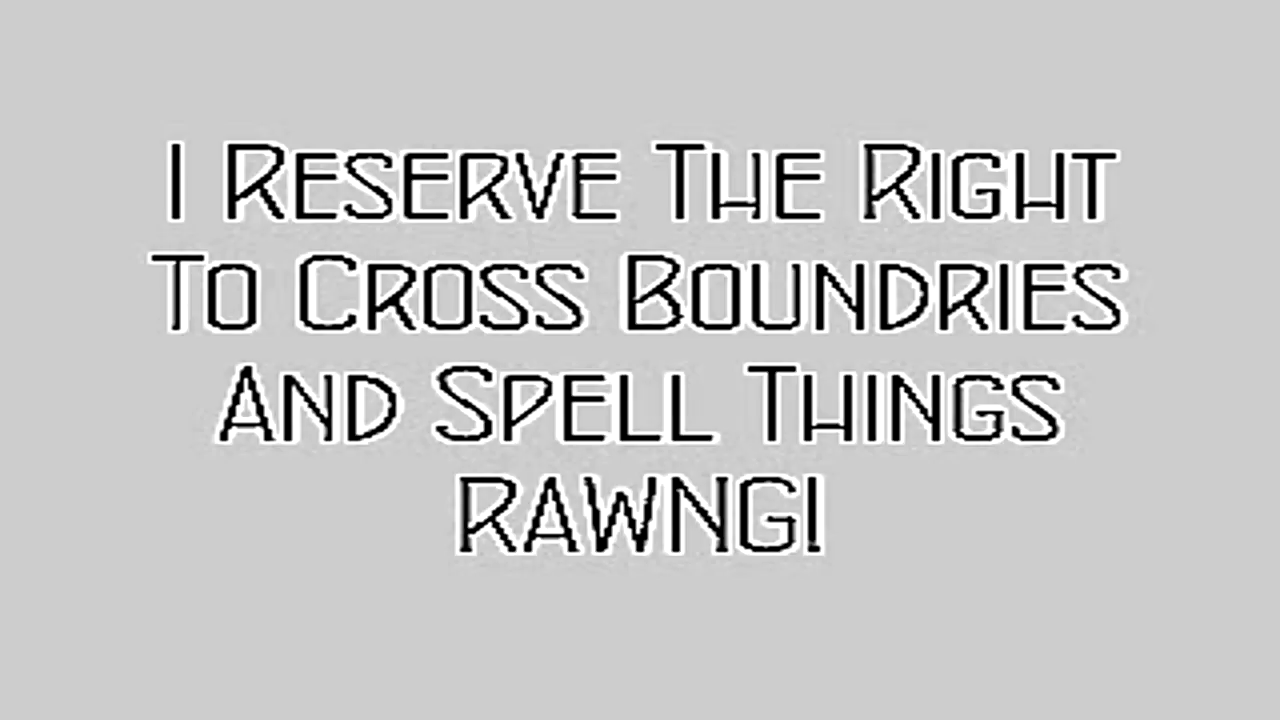 I Reserve The Right
To Cross Boundries
And Spell Things
RAWNG!